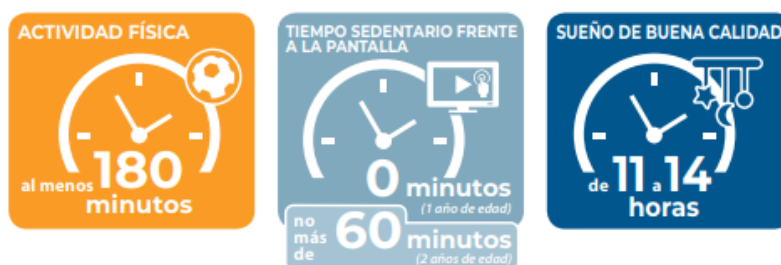 ACTIVIDAD FÍSICA
al menos 180
minutos
TIEMPO SEDENTARIO FRENTE
A LA PANTALLA
0 minutos
(1 año de edad)
no
más
de
60 minutos
(2 años de edad)
SUEÑO DE BUENA CALIDAD
de 11 a 14
horas